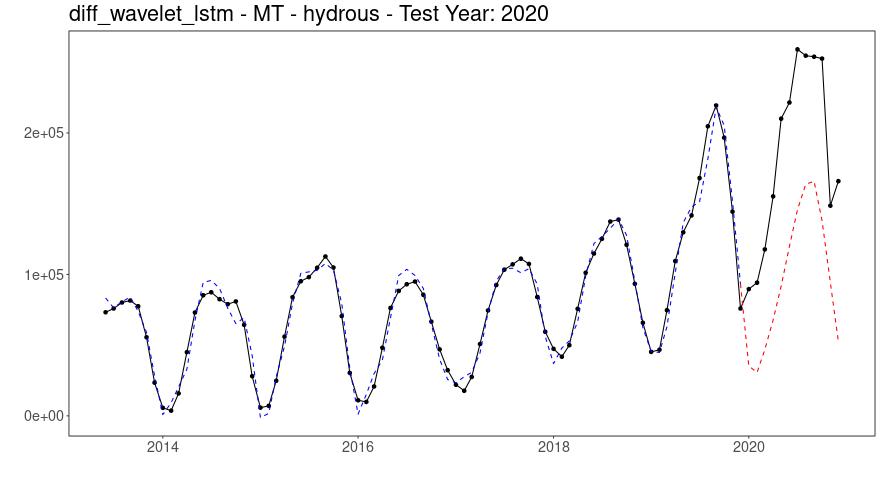 diff_wavelet_lstm - MT - hydrous - Test Year: 2020
2e+05
1e+05
0e+00
2014 2016 2018 2020